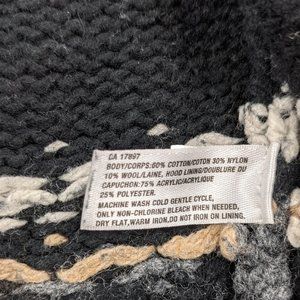 CA 17897
BODY/CORPS:60% COTTON/COTON 30% NYLON
10% WOOL/LAINE, HOOD LINING/DOUBLURE DU
CAPUCHON:75% ACRYLIC/ACRYLIQUE
25% POLYESTER.
MACHINE WASH COLD GENTLE CYCLE,
ONLY NON-CHLORINE BLEACH WHEN NEEDED,
DRY FLAT,WARM IRON,DO NOT IRON ON LINING.